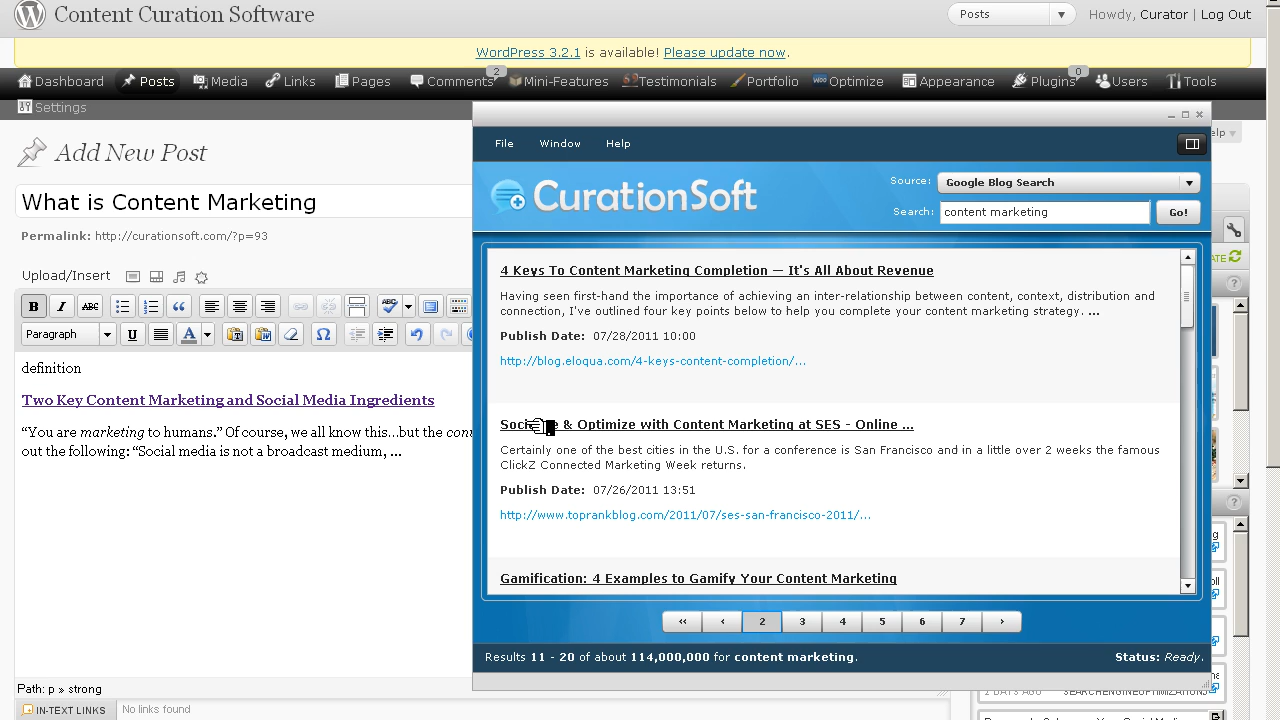 Content Curation Software
Posts
Howdy, Curator | Log Out
WordPress 3.2.1 is available! Please update now.
Dashboard Posts Media Links Pages Comments 2 Mini-Features Testimonials Portfolio Optimize Appearance Plugins 0 Users Tools
Settings
Add New Post
What is Content Marketing
Permalink: http://curationsoft.com/?p=93
Upload/Insert
B I ABC
Paragraph
definition
Two Key Content Marketing and Social Media Ingredients
“You are marketing to humans.” Of course, we all know this…but the
out the following: “Social media is not a broadcast medium, …
Path: p » strong
IN-TEXT LINKS No links found
File Window Help
CurationSoft
Source: Google Blog Search
Search: content marketing Go!
4 Keys To Content Marketing Completion — It's All About Revenue
Having seen first-hand the importance of achieving an inter-relationship between content, context, distribution and
connection, I've outlined four key points below to help you complete your content marketing strategy. ...
Publish Date: 07/28/2011 10:00
http://blog.eloqua.com/4-keys-content-completion/...
& Optimize with Content Marketing at SES - Online ...
Certainly one of the best cities in the U.S. for a conference is San Francisco and in a little over 2 weeks the famous
ClickZ Connected Marketing Week returns.
Publish Date: 07/26/2011 13:51
http://www.toprankblog.com/2011/07/ses-san-francisco-2011/...
Gamification: 4 Examples to Gamify Your Content Marketing
‹‹ ‹ 2 3 4 5 6 7 ›
Results 11 - 20 of about 114,000,000 for content marketing.
Status: Ready.
2 DAYS AGO